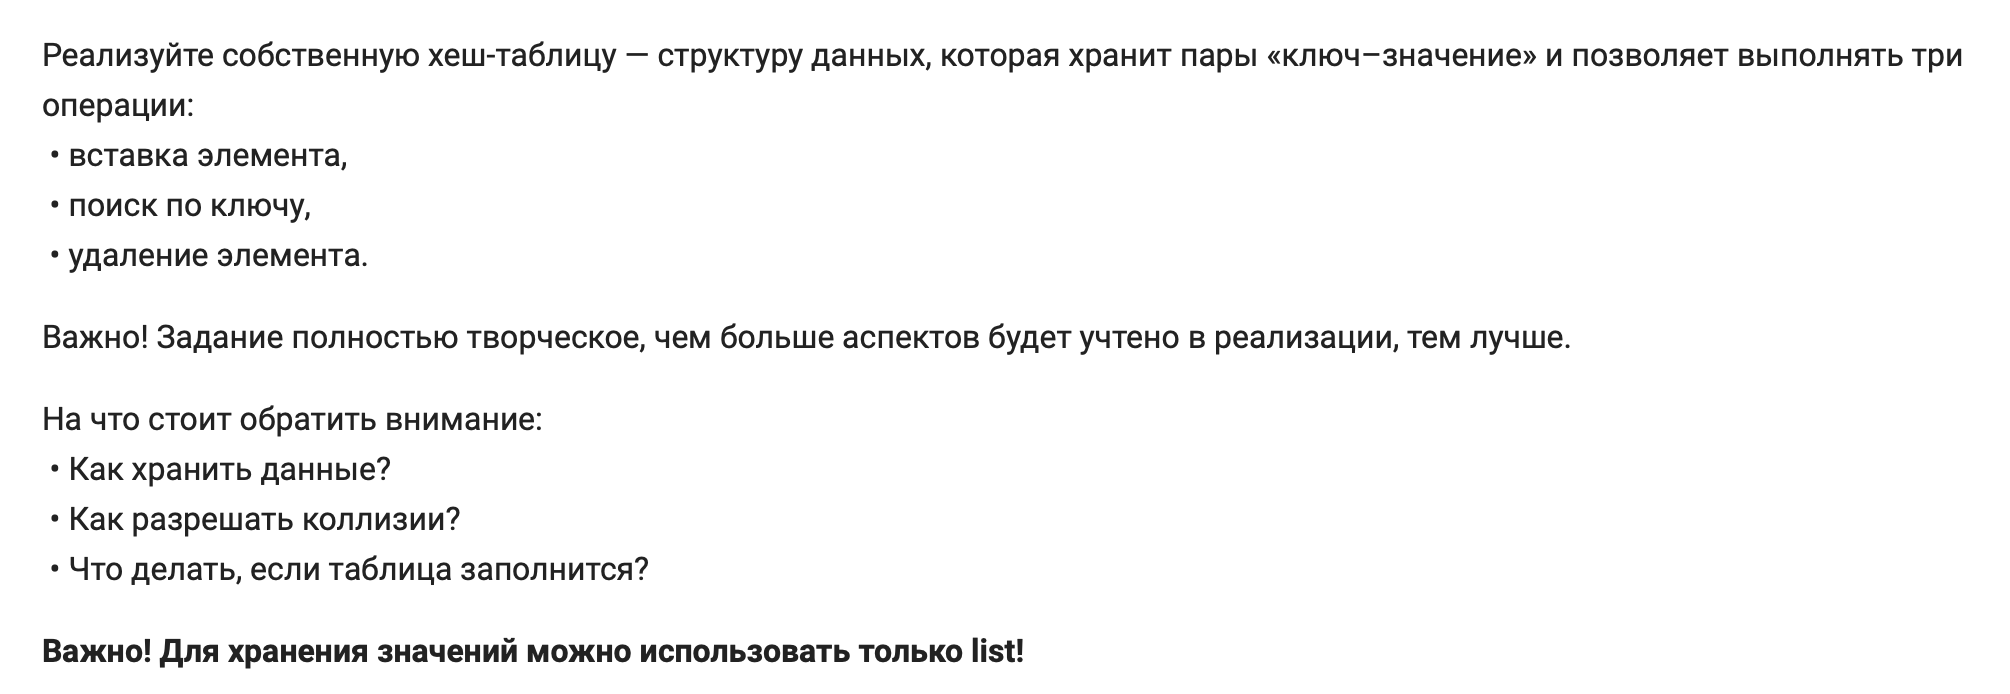 Реализуйте собственную хеш-таблицу — структуру данных, которая хранит пары «ключ–значение» и позволяет выполнять три
операции:
• вставка элемента,
• поиск по ключу,
• удаление элемента.
Важно! Задание полностью творческое, чем больше аспектов будет учтено в реализации, тем лучше.
На что стоит обратить внимание:
• Как хранить данные?
• Как разрешать коллизии?
• Что делать, если таблица заполнится?
Важно! Для хранения значений можно использовать только list!